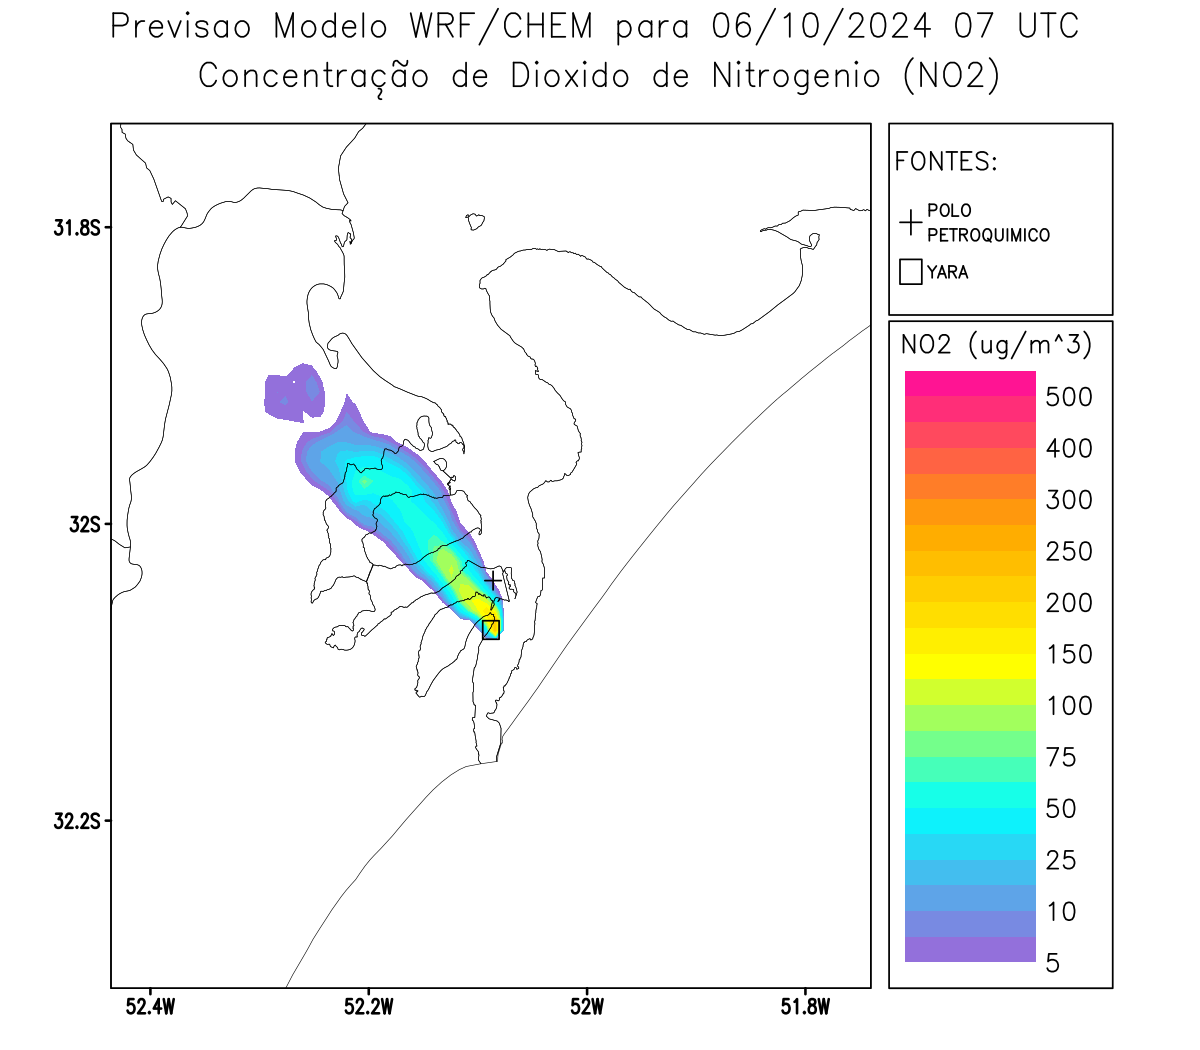 Previsao Modelo WRF/CHEM para 06/10/2024 07 UTC
Concentração de Dioxido de Nitrogenio (NO2)
FONTES:
POLO
PETROQUIMICO
YARA
NO2 (ug/m^3)
500
400
300
250
200
150
100
75
50
25
10
5
31.8S
32S
32.2S
52.4W
52.2W
52W
51.8W